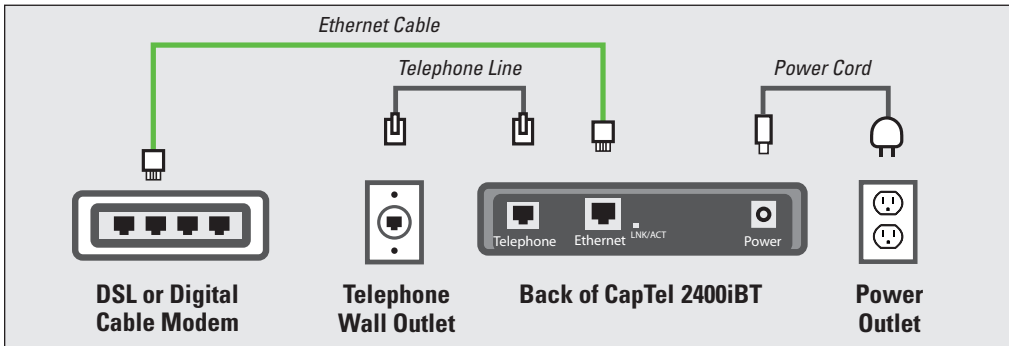 Ethernet Cable
Telephone Line
Power Cord
Telephone
Ethernet
LNK/ACT
Power
DSL or Digital
Cable Modem
Telephone
Wall Outlet
Back of CapTel 2400iBT
Power
Outlet